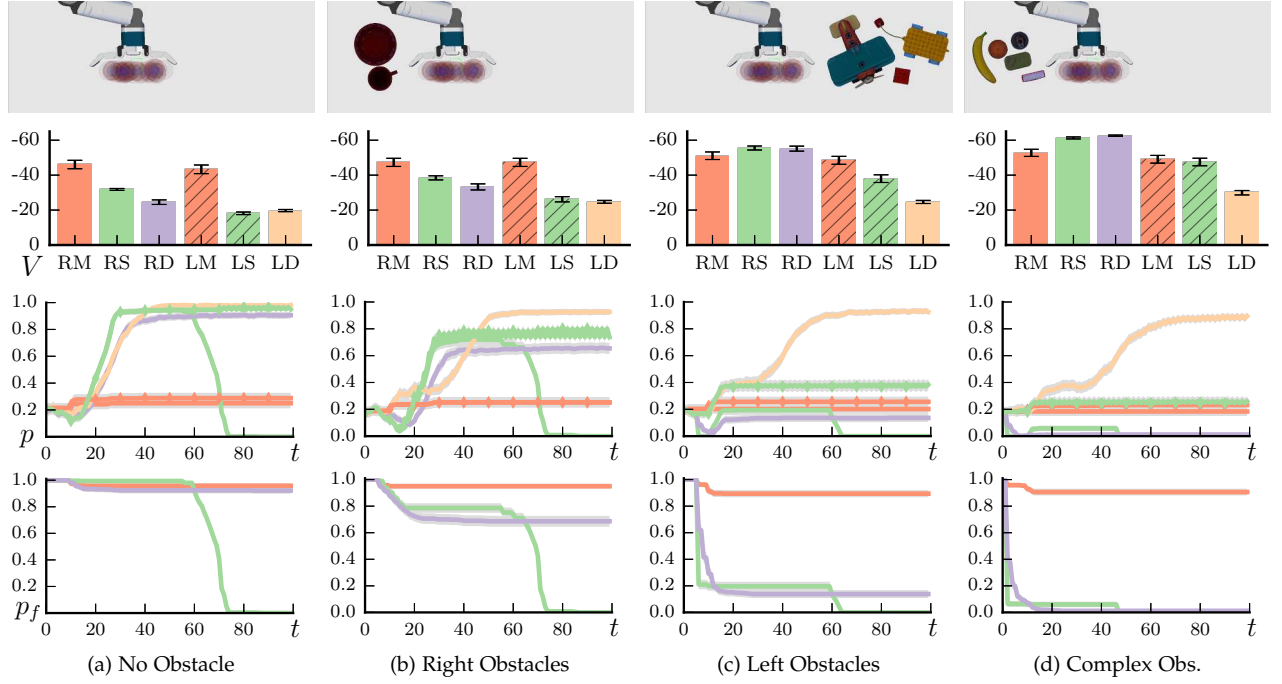 -60 -60 -60 -60
-40 -40 -40 -40
-20 -20 -20 -20
0 0 0 0
V RM RS RD LM LS LD RM RS RD LM LS LD RM RS RD LM LS LD RM RS RD LM LS LD
1.0 1.0 1.0 1.0
0.8 0.8 0.8 0.8
0.6 0.6 0.6 0.6
0.4 0.4 0.4 0.4
0.2 0.2 0.2 0.2
p 0.0 0.0 0.0
0 20 40 60 80 t 0 20 40 60 80 t 0 20 40 60 80 t 0 20 40 60 80 t
1.0 1.0 1.0 1.0
0.8 0.8 0.8 0.8
0.6 0.6 0.6 0.6
0.4 0.4 0.4 0.4
0.2 0.2 0.2 0.2
p_f 0.0 0.0 0.0
0 20 40 60 80 t 0 20 40 60 80 t 0 20 40 60 80 t 0 20 40 60 80 t
(a) No Obstacle (b) Right Obstacles (c) Left Obstacles (d) Complex Obs.